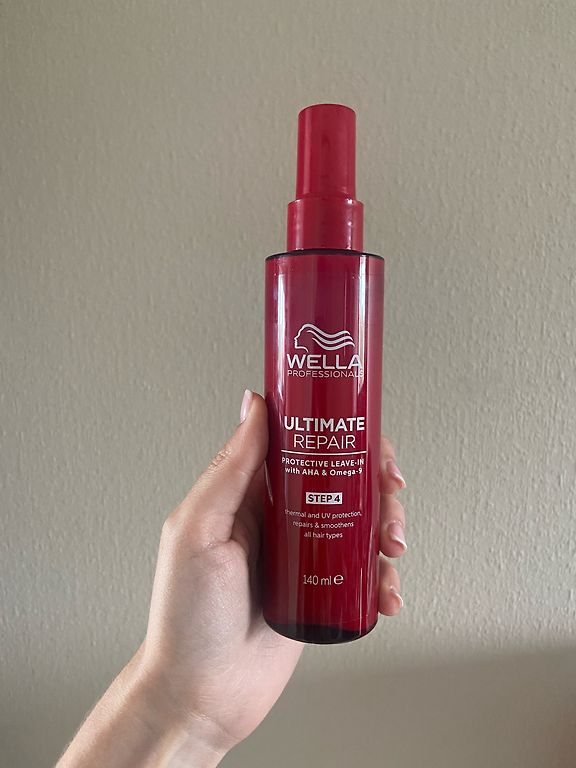 WELLA
PROFESSIONALS
ULTIMATE
REPAIR
PROTECTIVE LEAVE-IN
with AHA & Omega-9
STEP 4
thermal and UV protection,
repairs & smoothens
all hair types
140 ml ℮